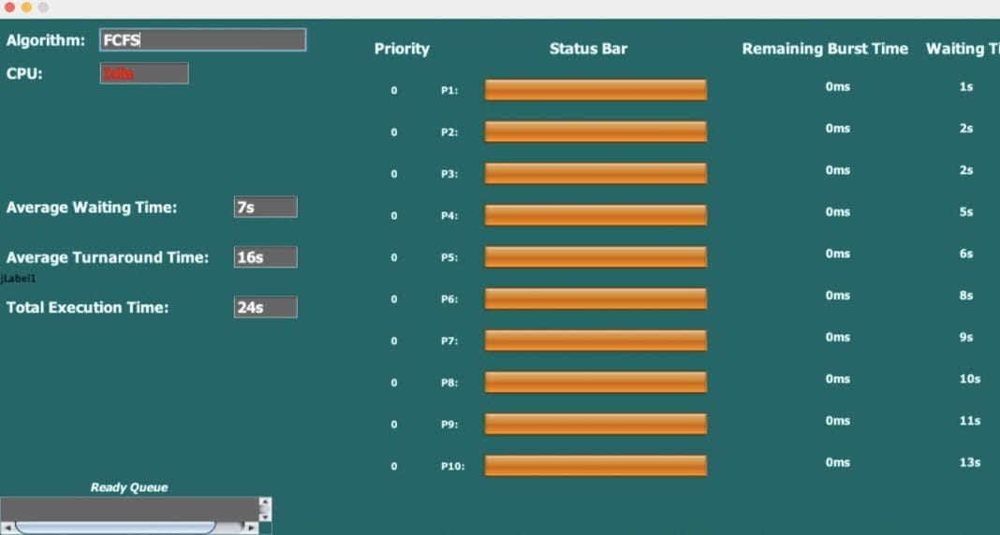 Algorithm: FCFS
CPU: Idle
Priority Status Bar Remaining Burst Time Waiting Ti
0 P1: 0ms 1s
0 P2: 0ms 2s
0 P3: 0ms 2s
0 P4: 0ms 5s
0 P5: 0ms 6s
0 P6: 0ms 8s
0 P7: 0ms 9s
0 P8: 0ms 10s
0 P9: 0ms 11s
0 P10: 0ms 13s
Average Waiting Time: 7s
Average Turnaround Time: 16s
jLabel1
Total Execution Time: 24s
Ready Queue